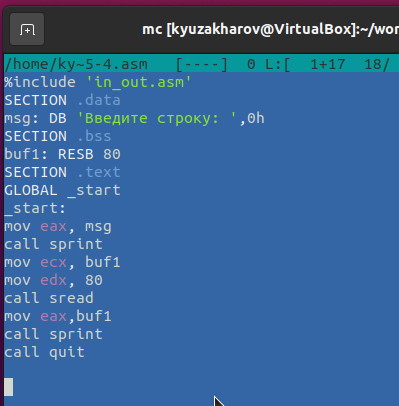 mc [kyuzakharov@VirtualBox]:~/wor
/home/ky~5-4.asm [----] 0 L:[ 1+17 18/
%include 'in_out.asm'
SECTION .data
msg: DB 'Введите строку: ',0h
SECTION .bss
buf1: RESB 80
SECTION .text
GLOBAL _start
_start:
mov eax, msg
call sprint
mov ecx, buf1
mov edx, 80
call sread
mov eax,buf1
call sprint
call quit